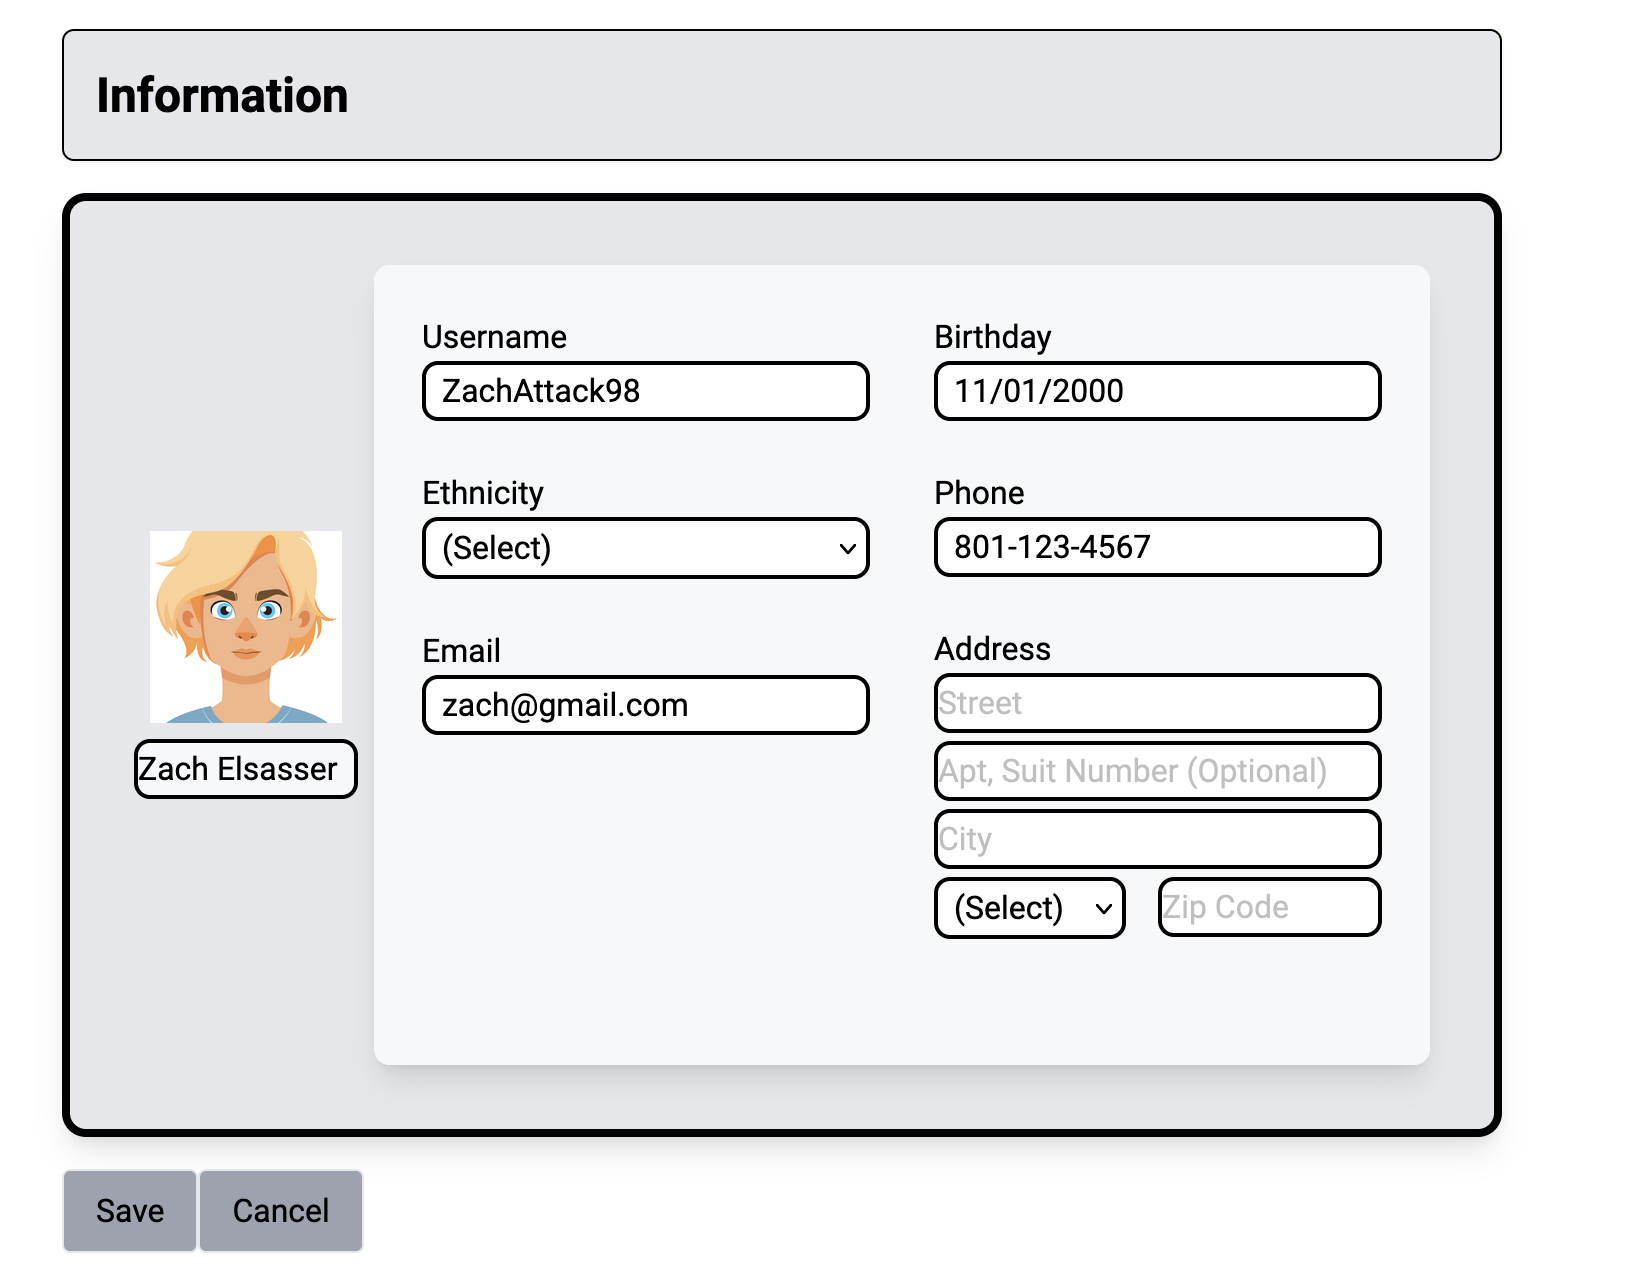 Information
Username
ZachAttack98
Birthday
11/01/2000
Ethnicity
(Select)
Phone
801-123-4567
Email
zach@gmail.com
Address
Street
Apt, Suit Number (Optional)
City
(Select)
Zip Code
Zach Elsasser
Save
Cancel